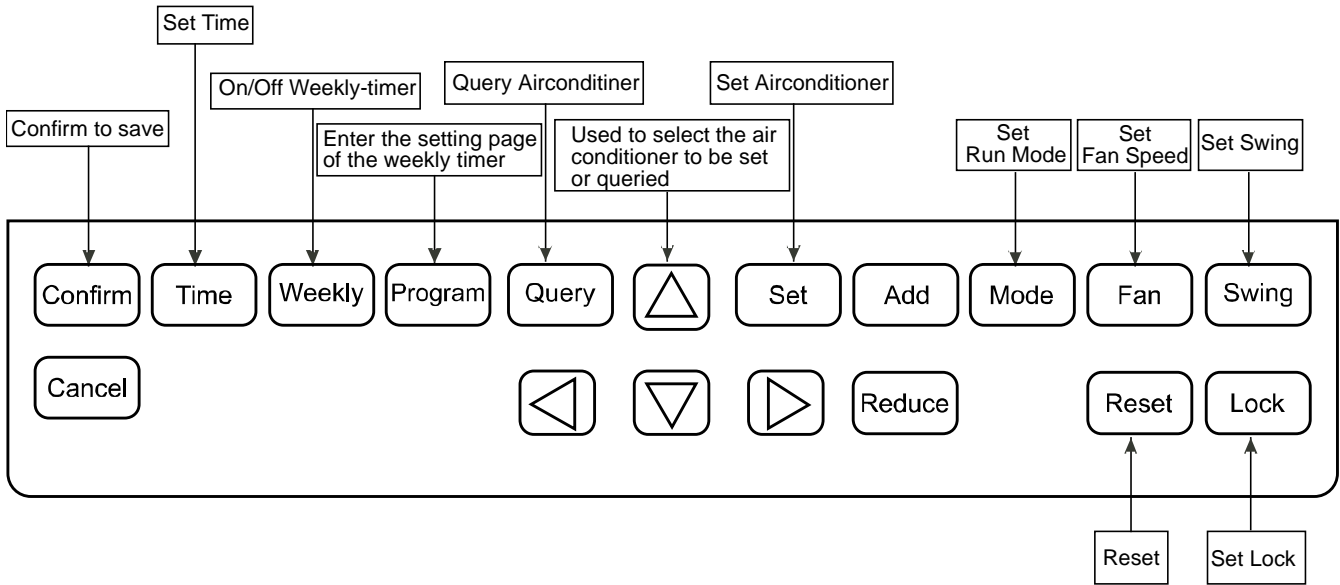 Set Time
On/Off Weekly-timer
Query Airconditiner
Set Airconditioner
Confirm to save
Enter the setting page
of the weekly timer
Used to select the air
conditioner to be set
or queried
Set
Run Mode
Set
Fan Speed
Set Swing
Confirm
Time
Weekly
Program
Query
Set
Add
Mode
Fan
Swing
Cancel
Reduce
Reset
Lock
Reset
Set Lock